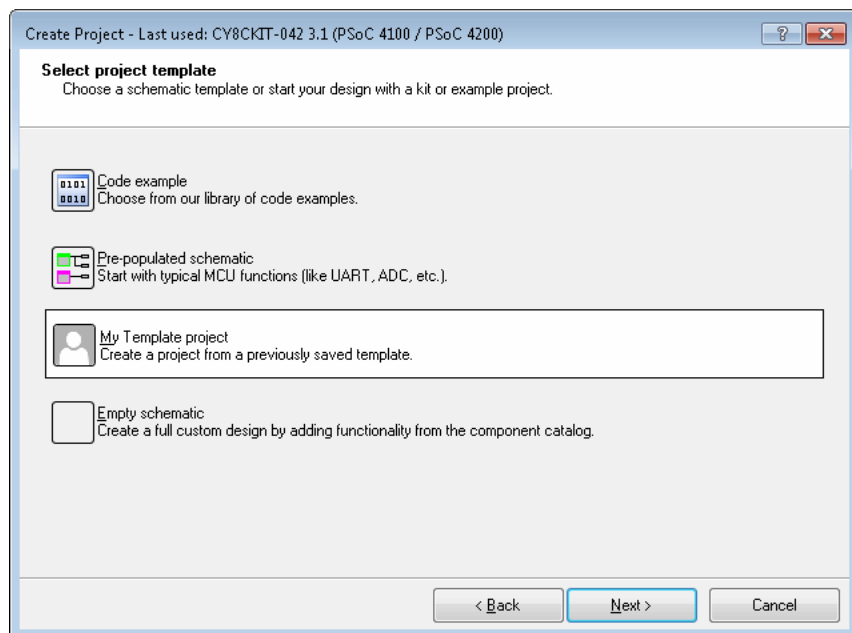 Create Project - Last used: CY8CKIT-042 3.1 (PSoC 4100 / PSoC 4200)
Select project template
Choose a schematic template or start your design with a kit or example project.
0101
0010
Code example
Choose from our library of code examples.
Pre-populated schematic
Start with typical MCU functions (like UART, ADC, etc.).
My Template project
Create a project from a previously saved template.
Empty schematic
Create a full custom design by adding functionality from the component catalog.
< Back
Next >
Cancel